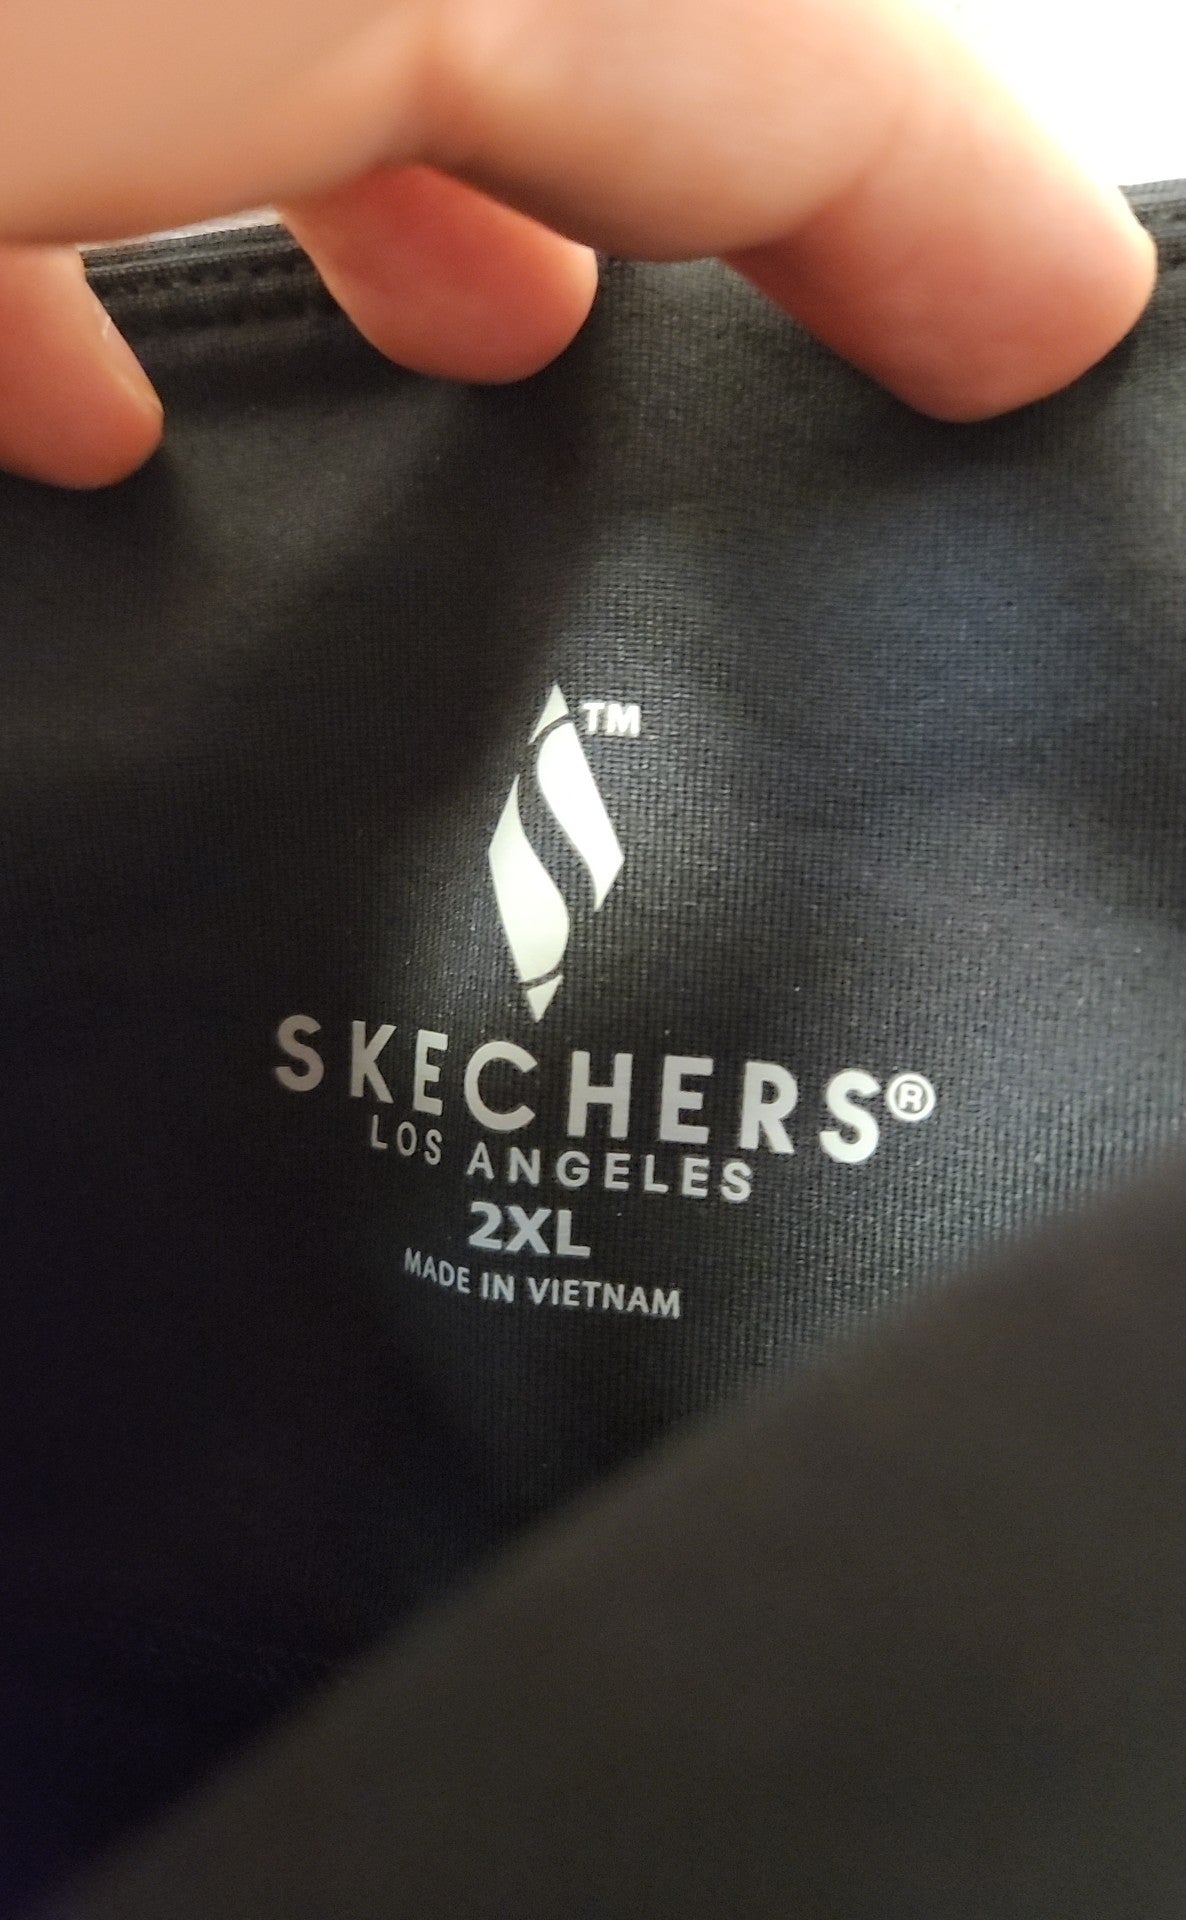 TM
SKECHERS®
LOS ANGELES
2XL
MADE IN VIETNAM